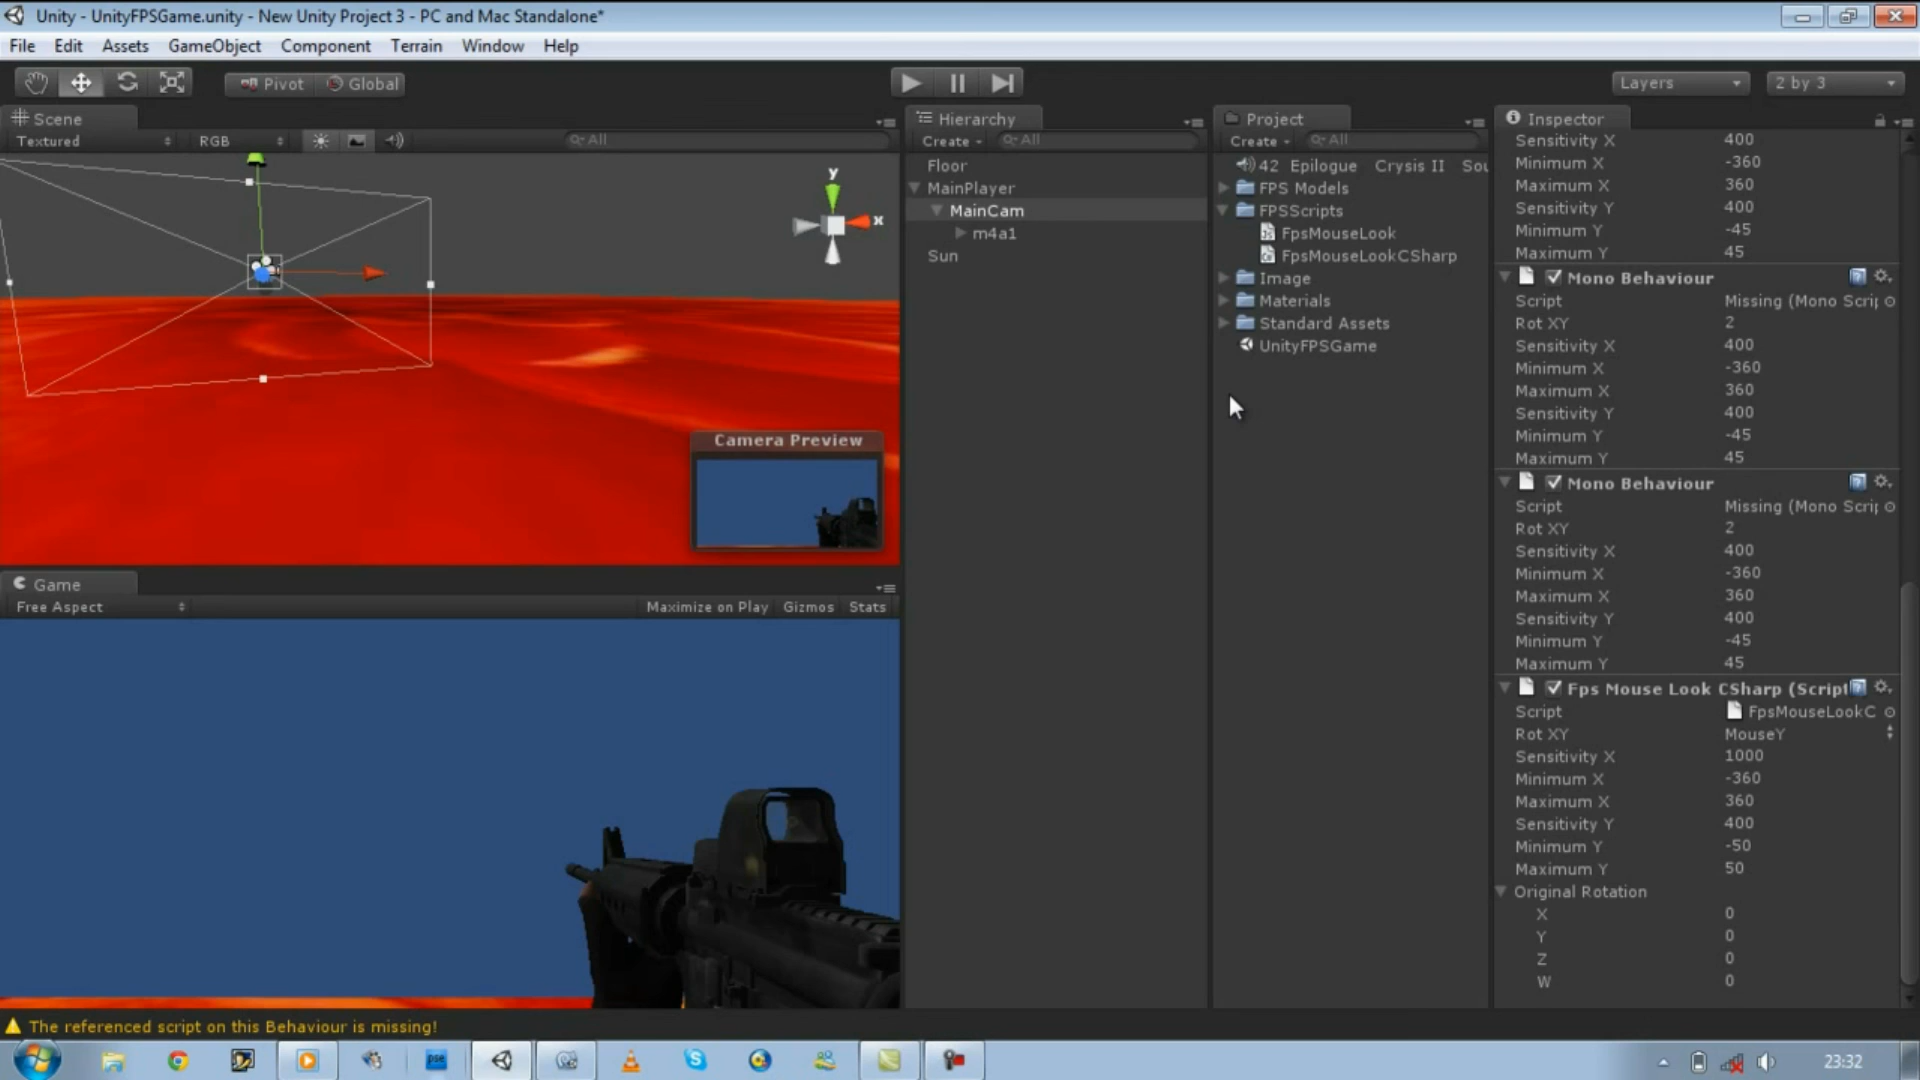 Unity - UnityFPSGame.unity - New Unity Project 3 - PC and Mac Standalone*
File Edit Assets GameObject Component Terrain Window Help
Pivot Global
Layers 2 by 3
Scene
Textured RGB All
y
x
Camera Preview
Game
Free Aspect Maximize on Play Gizmos Stats
Hierarchy
Create All
Floor
MainPlayer
MainCam
m4a1
Sun
Project
Create All
42 Epilogue Crysis II Sou
FPS Models
FPSScripts
FpsMouseLook
FpsMouseLookCSharp
Image
Materials
Standard Assets
UnityFPSGame
Inspector
Sensitivity X 400
Minimum X -360
Maximum X 360
Sensitivity Y 400
Minimum Y -45
Maximum Y 45
Mono Behaviour
Script Missing (Mono Scrip
Rot XY 2
Sensitivity X 400
Minimum X -360
Maximum X 360
Sensitivity Y 400
Minimum Y -45
Maximum Y 45
Mono Behaviour
Script Missing (Mono Scrip
Rot XY 2
Sensitivity X 400
Minimum X -360
Maximum X 360
Sensitivity Y 400
Minimum Y -45
Maximum Y 45
Fps Mouse Look CSharp (Script
Script FpsMouseLookC
Rot XY MouseY
Sensitivity X 1000
Minimum X -360
Maximum X 360
Sensitivity Y 400
Minimum Y -50
Maximum Y 50
Original Rotation
X 0
Y 0
Z 0
W 0
The referenced script on this Behaviour is missing!
pse
23:32